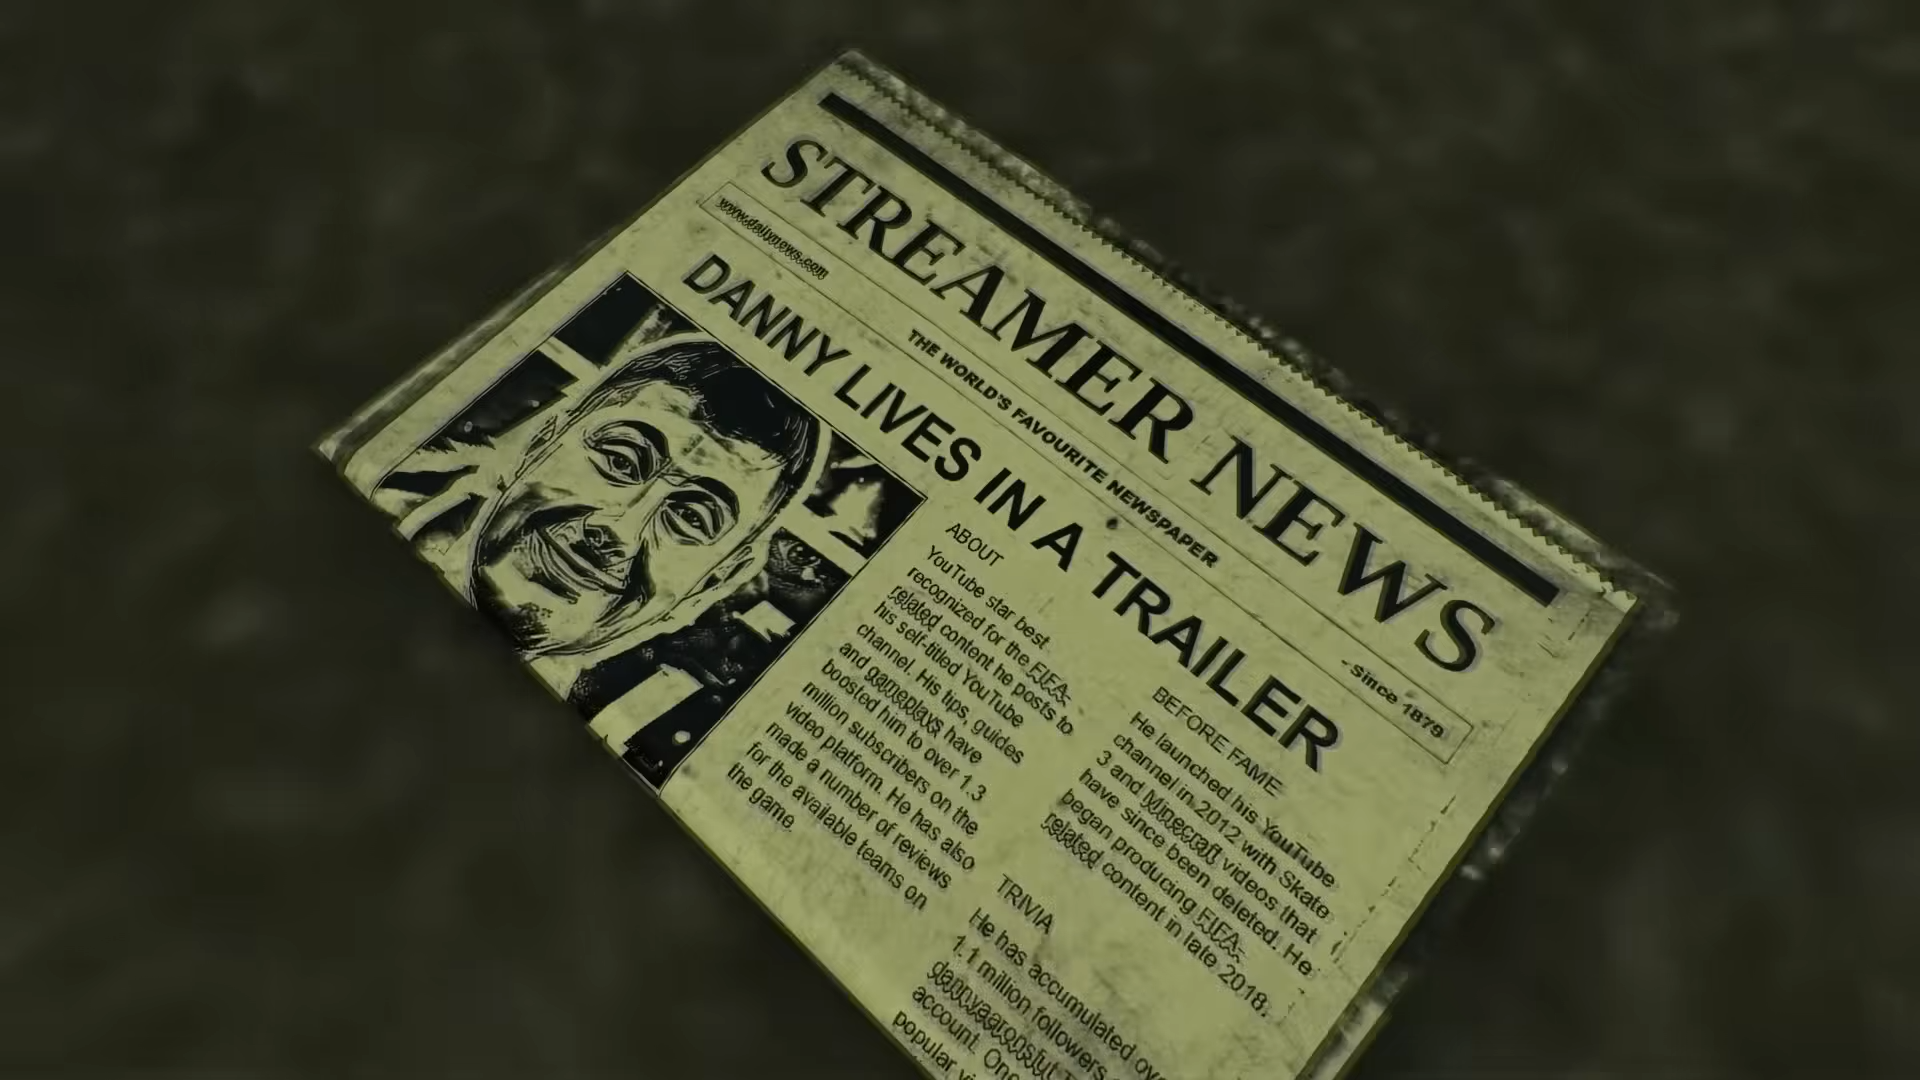 STREAMER NEWS
www.dailynews.com
THE WORLD'S FAVOURITE NEWSPAPER
- since 1879
DANNY LIVES IN A TRAILER
ABOUT
YouTube star best
recognized for the FIFA-
related content he posts to
his self-titled YouTube
channel. His tips, guides
and gameplays have
boosted him to over 1.3
million subscribers on the
video platform. He has also
made a number of reviews
for the available teams on
the game.
BEFORE FAME
He launched his YouTube
channel in 2012 with Skate
3 and Minecraft videos that
have since been deleted. He
began producing FIFA-
related content in late 2018.
TRIVIA
He has accumulated
1.1 million followers
dannyaaronsfut
account.
popular